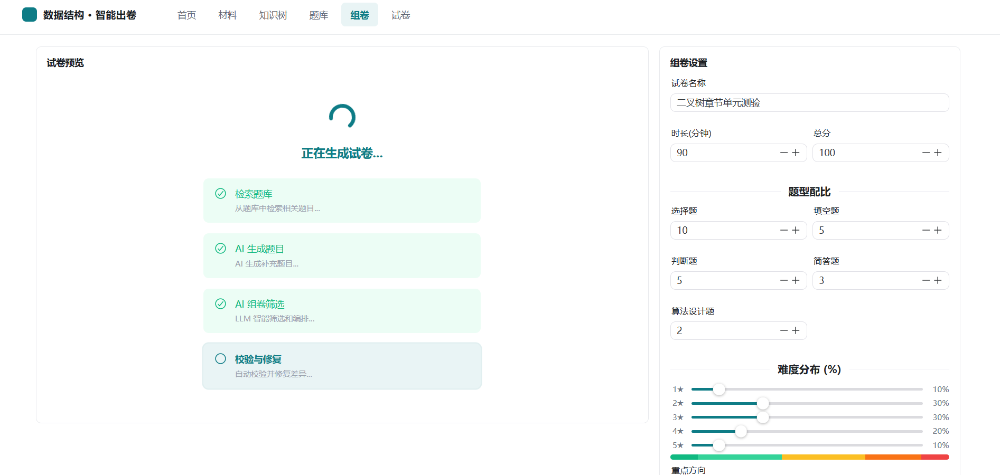 数据结构・智能出卷
首页
材料
知识树
题库
组卷
试卷
试卷预览
正在生成试卷...
检索题库
从题库中检索相关题目...
AI 生成题目
AI 生成补充题目...
AI 组卷筛选
LLM 智能筛选和编排...
校验与修复
自动校验并修复差异...
组卷设置
试卷名称
二叉树章节单元测验
时长(分钟)
总分
90
100
题型配比
选择题
填空题
10
5
判断题
简答题
5
3
算法设计题
2
难度分布 (%)
1★ 10%
2★ 30%
3★ 30%
4★ 20%
5★ 10%
重点方向